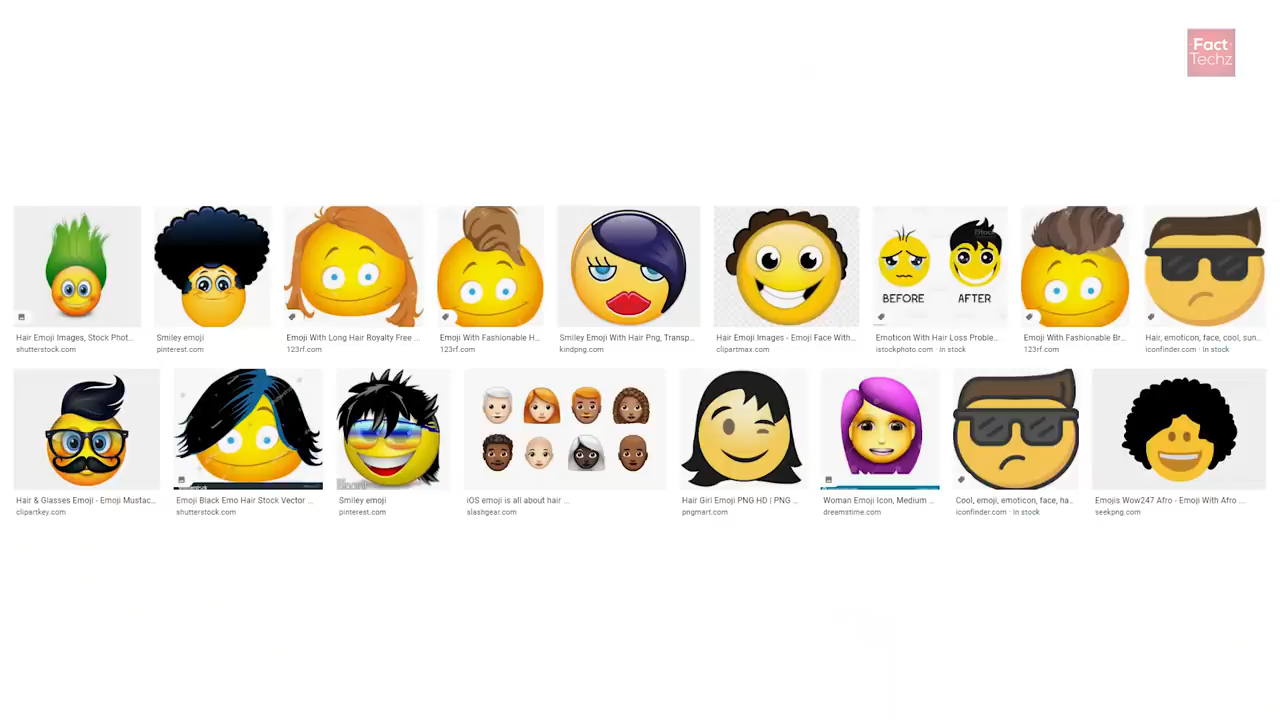 Fact
Techz
BEFORE AFTER
Hair Emoji Images, Stock Phot...
shutterstock.com
Smiley emoji
pinterest.com
Emoji With Long Hair Royalty Free ...
123rf.com
Emoji With Fashionable H...
123rf.com
Smiley Emoji With Hair Png, Transp...
kindpng.com
Hair Emoji Images - Emoji Face With...
clipartmax.com
Emoticon With Hair Loss Proble...
istockphoto.com · In stock
Emoji With Fashionable Br...
123rf.com
Hair, emoticon, face, cool, sun...
iconfinder.com · In stock
Hair & Glasses Emoji - Emoji Mustac...
clipartkey.com
Emoji Black Emo Hair Stock Vector ...
shutterstock.com
Smiley emoji
pinterest.com
iOS emoji is all about hair ...
slashgear.com
Hair Girl Emoji PNG HD | PNG ...
pngmart.com
Woman Emoji Icon, Medium ...
dreamstime.com
Cool, emoji, emoticon, face, ha...
iconfinder.com · In stock
Emojis Wow247 Afro - Emoji With Afro ...
seekpng.com